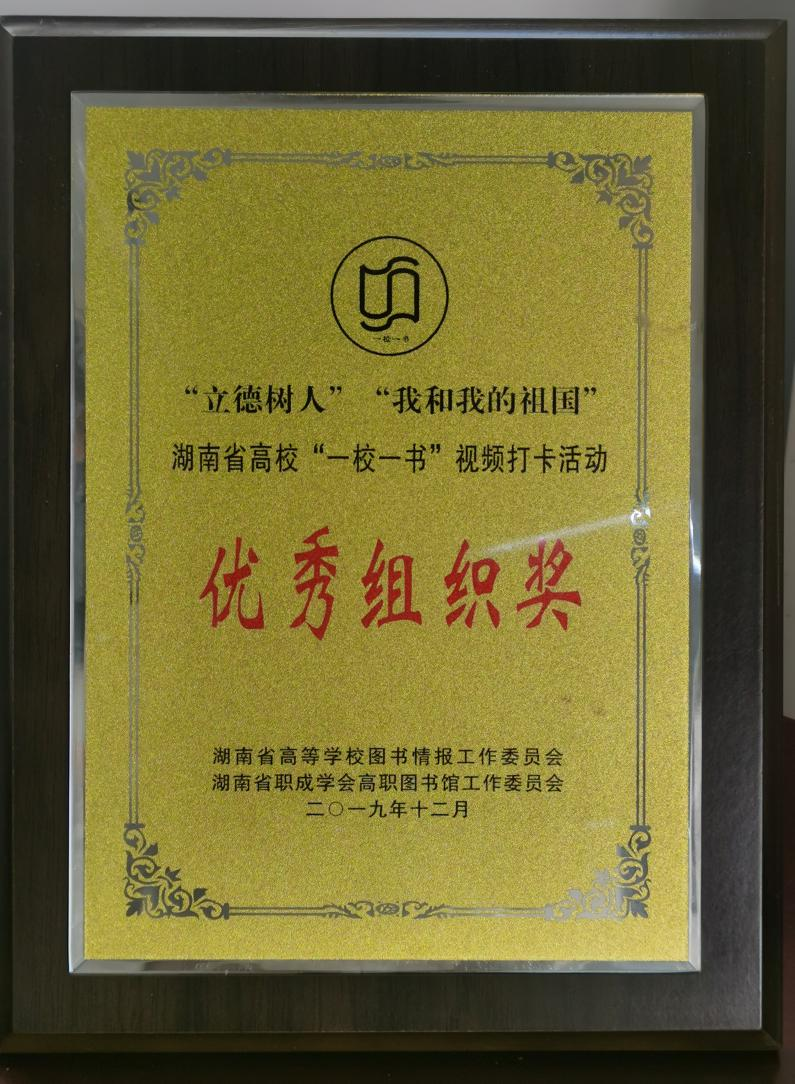 一校一书
“立德树人” “我和我的祖国”
湖南省高校“一校一书”视频打卡活动
优秀组织奖
湖南省高等学校图书情报工作委员会
湖南省职成学会高职图书馆工作委员会
二〇一九年十二月